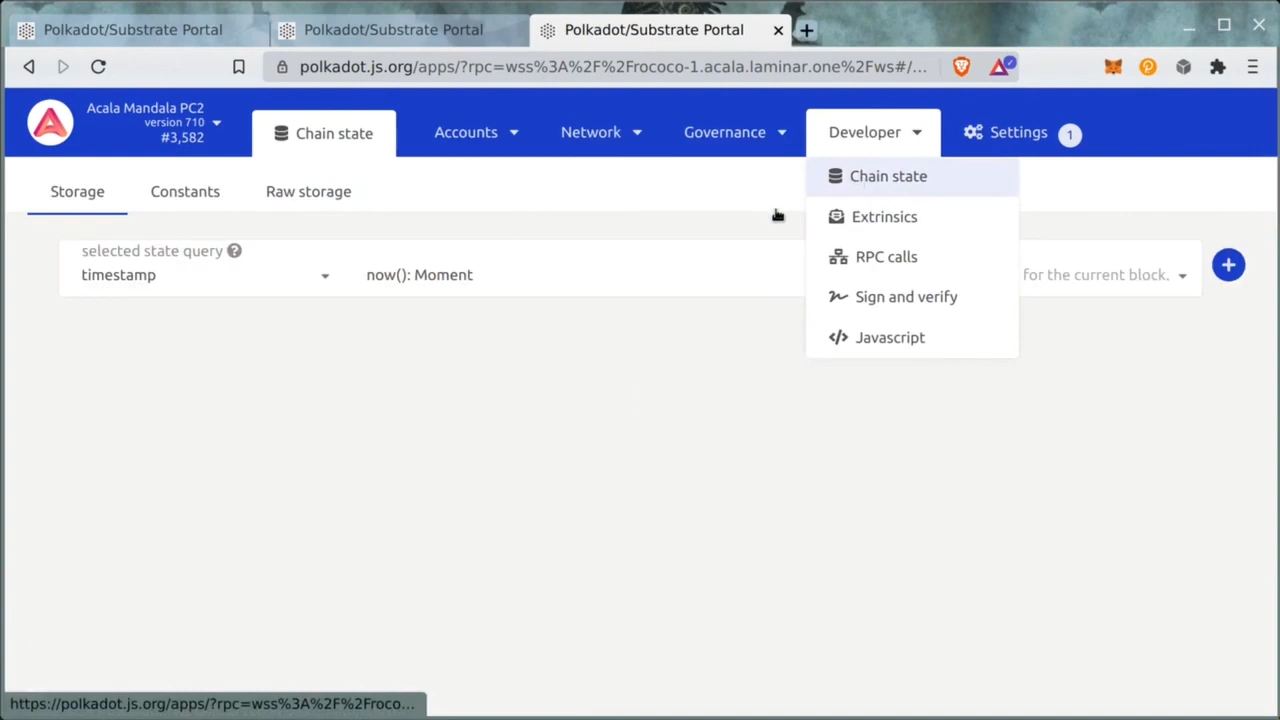 Polkadot/Substrate Portal
Polkadot/Substrate Portal
Polkadot/Substrate Portal
polkadot.js.org/apps/?rpc=wss%3A%2F%2Frococo-1.acala.laminar.one%2Fws#/...
Acala Mandala PC2
version 710
#3,582
Chain state
Accounts
Network
Governance
Developer
Settings
1
Storage
Constants
Raw storage
Chain state
Extrinsics
RPC calls
Sign and verify
Javascript
selected state query
timestamp
now(): Moment
for the current block.
https://polkadot.js.org/apps/?rpc=wss%3A%2F%2Froco...